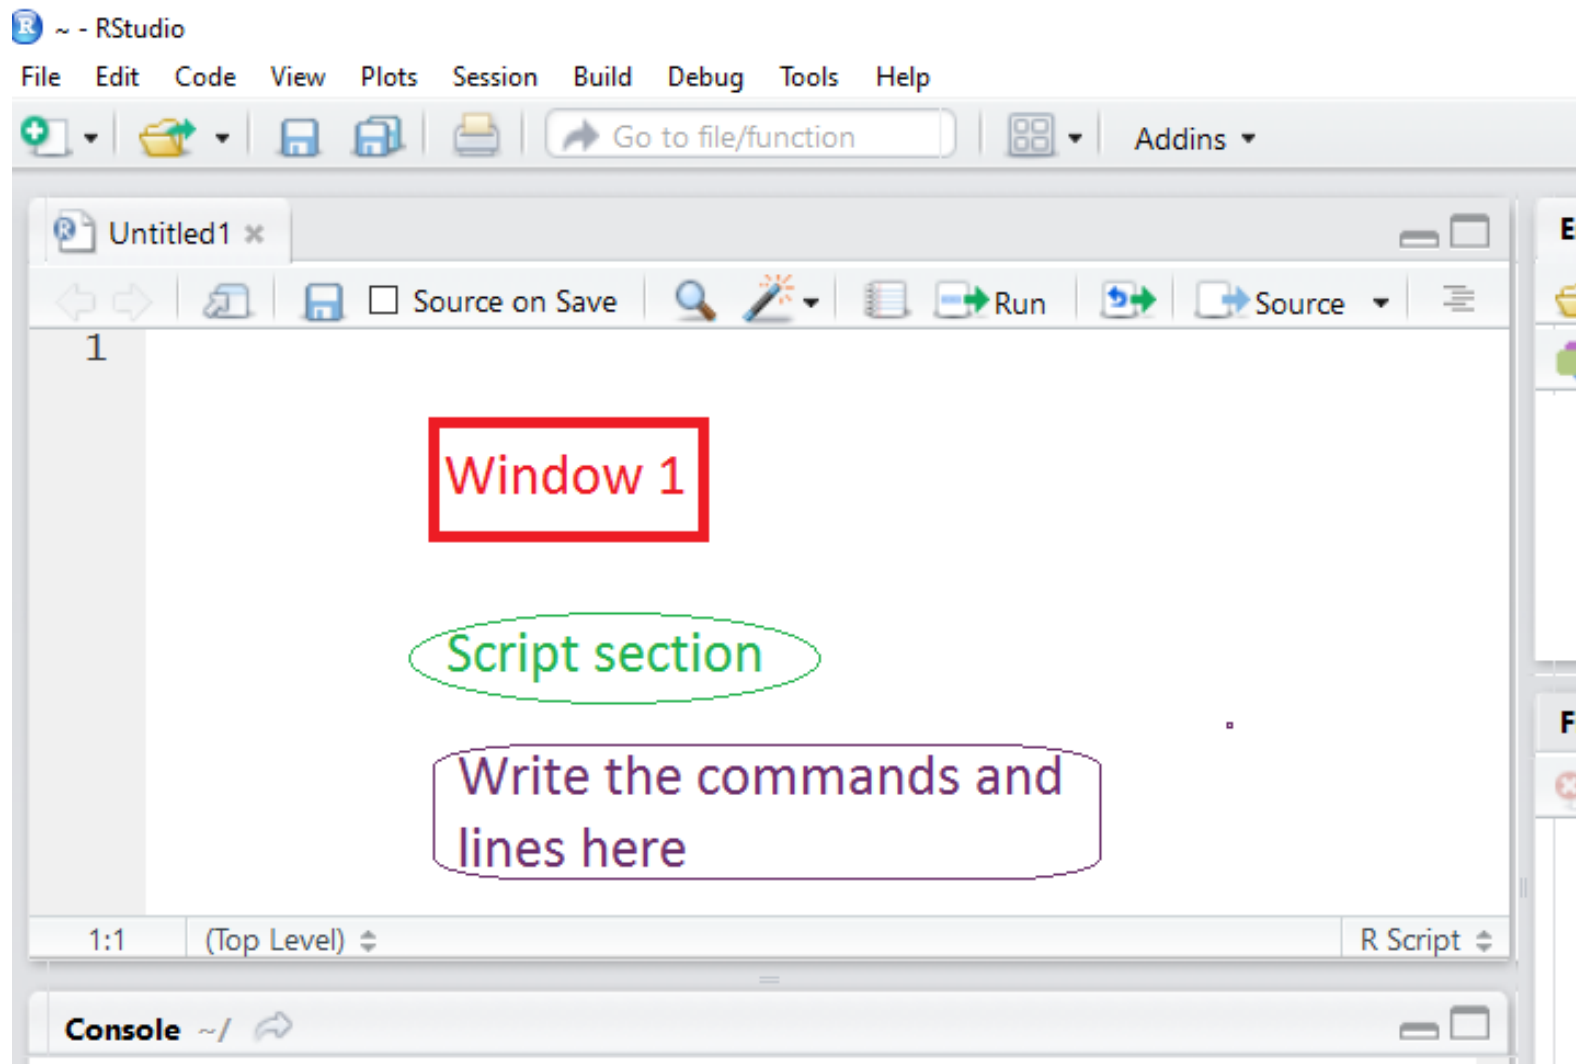 ~ - RStudio
File Edit Code View Plots Session Build Debug Tools Help
Go to file/function Addins
Untitled1
Source on Save Run Source
1
Window 1
Script section
Write the commands and
lines here
1:1 (Top Level) R Script
Console ~/